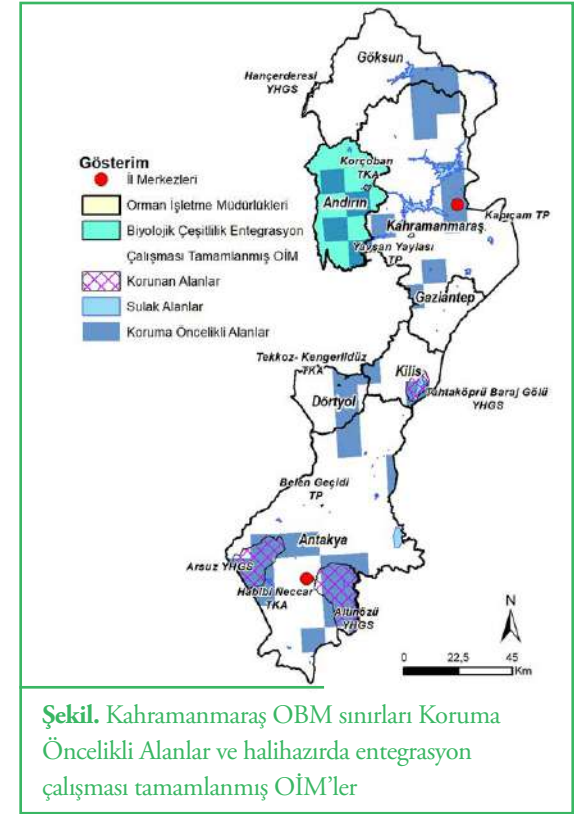 Göksun
Hançerderesi
YHGS
Gösterim
İl Merkezleri
Orman İşletme Müdürlükleri
Biyolojik Çeşitlilik Entegrasyon
Çalışması Tamamlanmış OİM
Korunan Alanlar
Sulak Alanlar
Koruma Öncelikli Alanlar
Korçoban
TKA
Andırın
Kahramanmaraş
Kapıçam TP
Yavşan Yaylası
TP
Gaziantep
Tekkoz- Kengerlidüz
TKA
Kilis
Tahtaköprü Baraj Gölü
YHGS
Dörtyol
Belen Geçidi
TP
Antakya
Arsuz YHGS
Habibi Neccar
TKA
Altınözü
YHGS
N
0 22,5 45
Km
Şekil. Kahramanmaraş OBM sınırları Koruma
Öncelikli Alanlar ve halihazırda entegrasyon
çalışması tamamlanmış OİM’ler